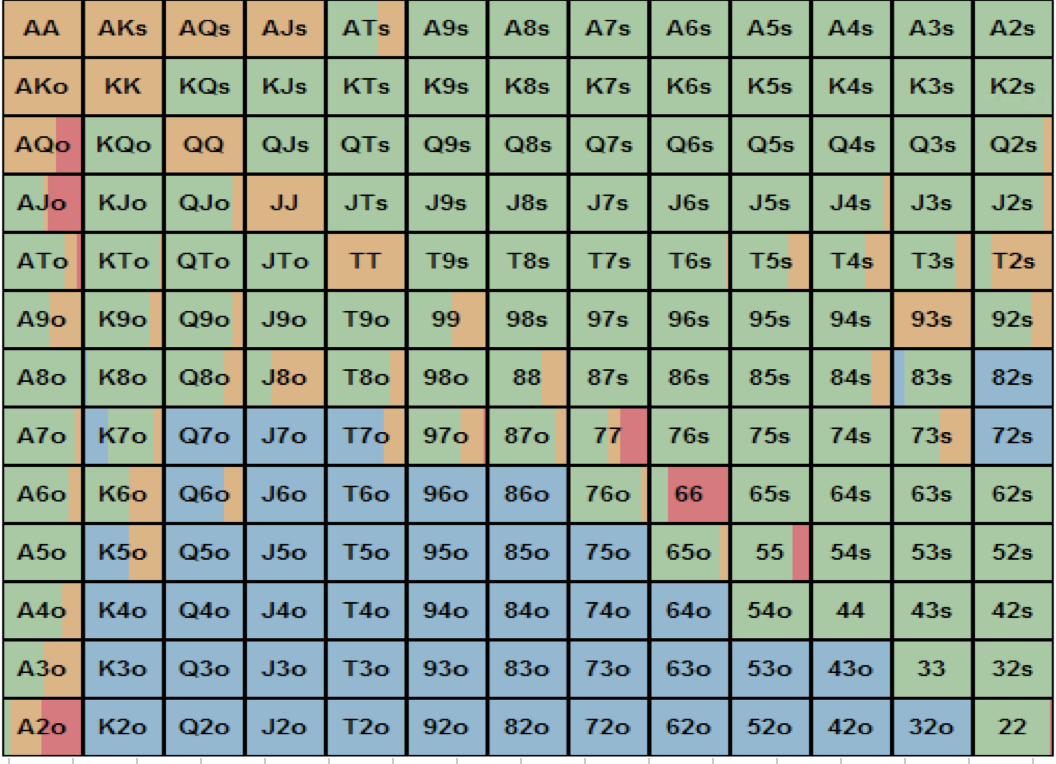 AA AKs AQs AJs ATs A9s A8s A7s A6s A5s A4s A3s A2s
AKo KK KQs KJs KTs K9s K8s K7s K6s K5s K4s K3s K2s
AQo KQo QQ QJs QTs Q9s Q8s Q7s Q6s Q5s Q4s Q3s Q2s
AJo KJo QJo JJ JTs J9s J8s J7s J6s J5s J4s J3s J2s
ATo KTo QTo JTo TT T9s T8s T7s T6s T5s T4s T3s T2s
A9o K9o Q9o J9o T9o 99 98s 97s 96s 95s 94s 93s 92s
A8o K8o Q8o J8o T8o 98o 88 87s 86s 85s 84s 83s 82s
A7o K7o Q7o J7o T7o 97o 87o 77 76s 75s 74s 73s 72s
A6o K6o Q6o J6o T6o 96o 86o 76o 66 65s 64s 63s 62s
A5o K5o Q5o J5o T5o 95o 85o 75o 65o 55 54s 53s 52s
A4o K4o Q4o J4o T4o 94o 84o 74o 64o 54o 44 43s 42s
A3o K3o Q3o J3o T3o 93o 83o 73o 63o 53o 43o 33 32s
A2o K2o Q2o J2o T2o 92o 82o 72o 62o 52o 42o 32o 22